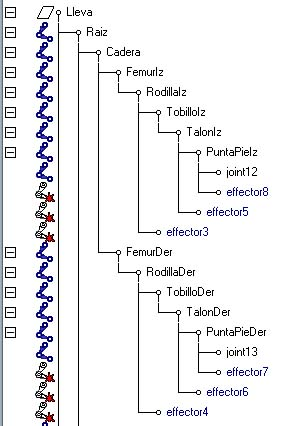 Lleva
Raiz
Cadera
FemurIz
RodillaIz
TobilloIz
TalonIz
PuntaPieIz
joint12
effector8
effector5
effector3
FemurDer
RodillaDer
TobilloDer
TalonDer
PuntaPieDer
joint13
effector7
effector6
effector4